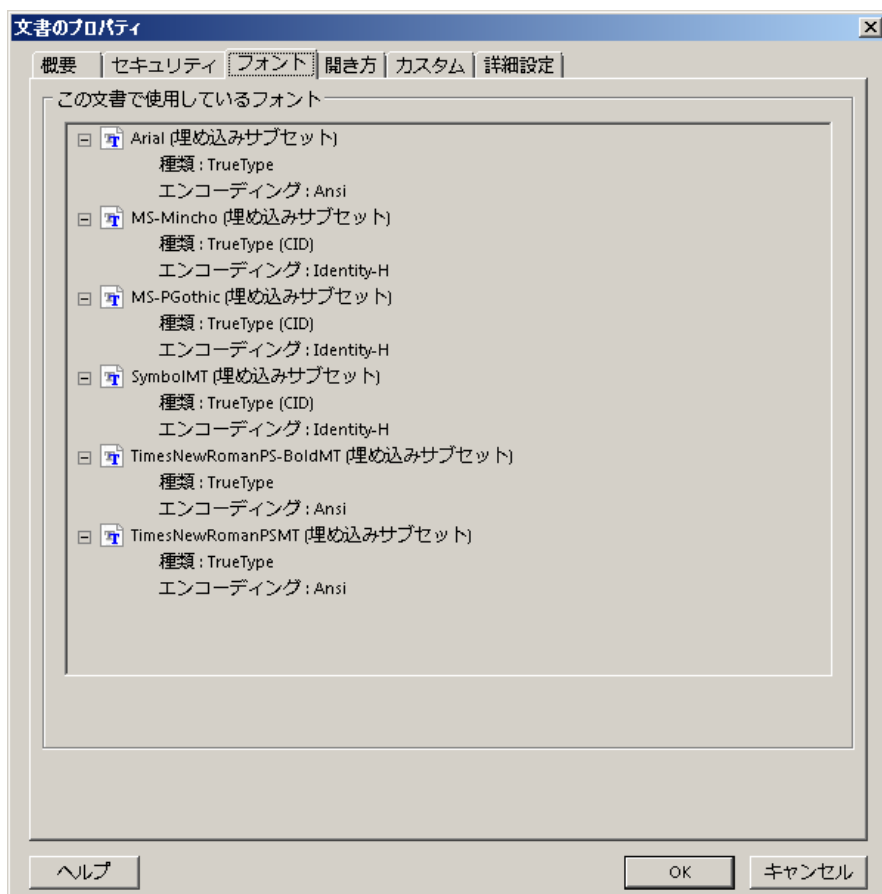 文書のプロパティ
概要 セキュリティ フォント 開き方 カスタム 詳細設定
この文書で使用しているフォント
Arial (埋め込みサブセット)
種類 : TrueType
エンコーディング : Ansi
MS-Mincho (埋め込みサブセット)
種類 : TrueType (CID)
エンコーディング : Identity-H
MS-PGothic (埋め込みサブセット)
種類 : TrueType (CID)
エンコーディング : Identity-H
SymbolMT (埋め込みサブセット)
種類 : TrueType (CID)
エンコーディング : Identity-H
TimesNewRomanPS-BoldMT (埋め込みサブセット)
種類 : TrueType
エンコーディング : Ansi
TimesNewRomanPSMT (埋め込みサブセット)
種類 : TrueType
エンコーディング : Ansi
ヘルプ OK キャンセル